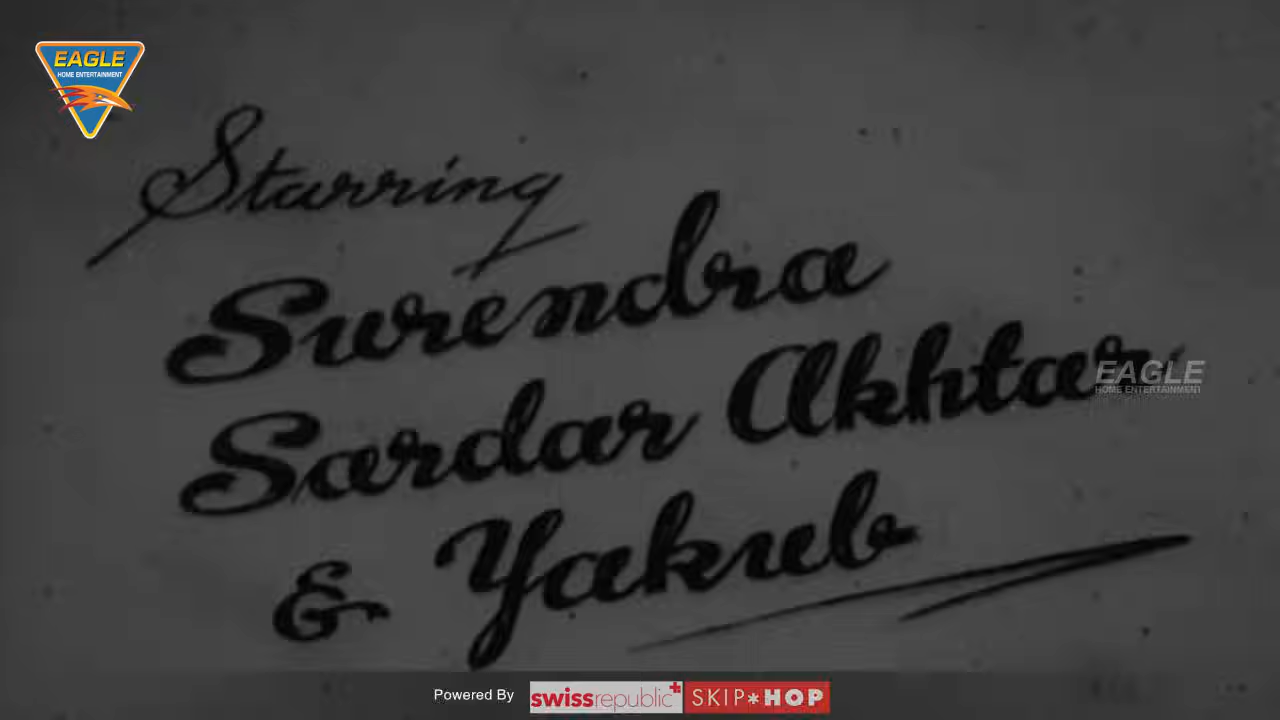 EAGLE
HOME ENTERTAINMENT
Starring
Surendra
Sardar Akhtar
& Yakub
EAGLE
HOME ENTERTAINMENT
Powered By swissrepublic SKIP*HOP